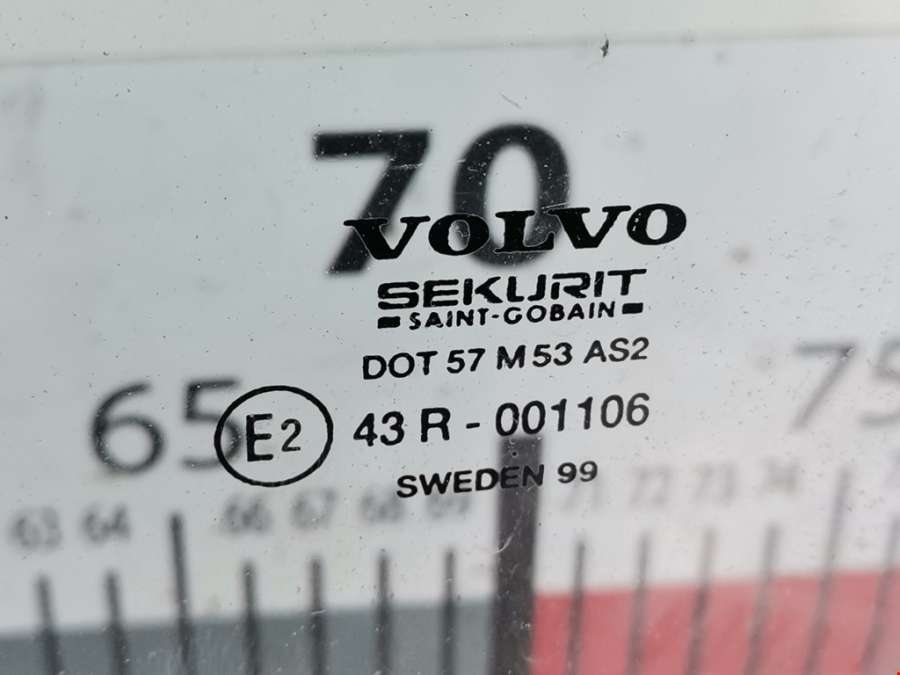 70
VOLVO
SEKURIT
SAINT-GOBAIN
DOT 57 M 53 AS2
65 75
E2 43 R - 001106
SWEDEN 99
63 64 66 67 68 69 71 72 73 74